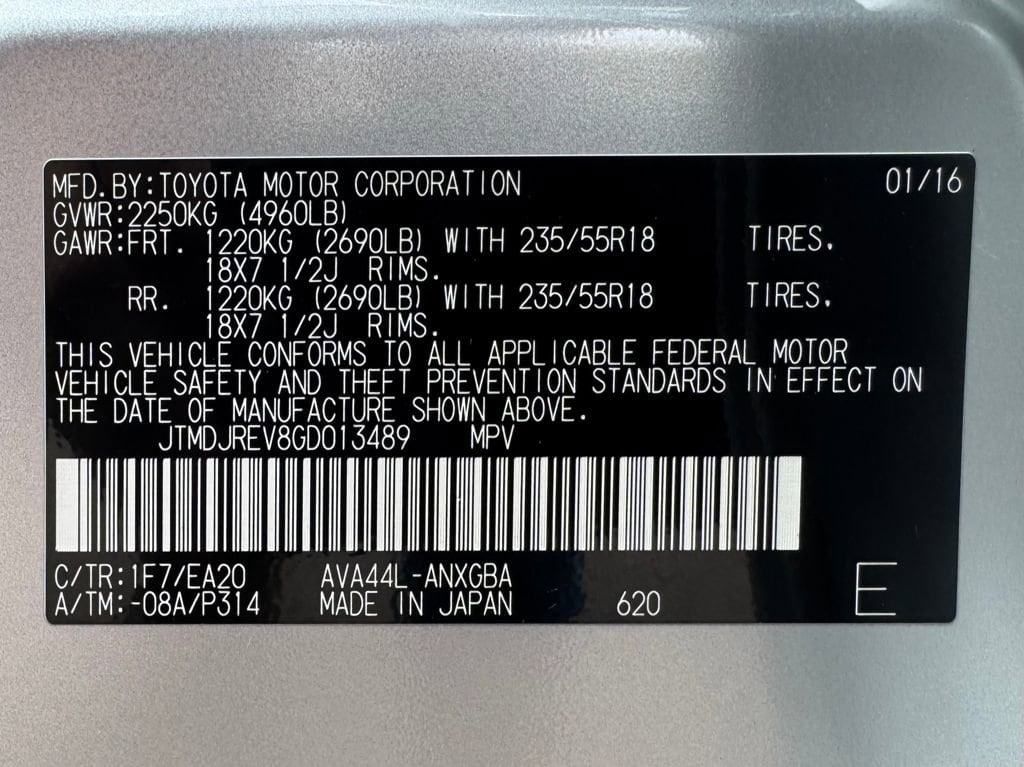 MFD.BY:TOYOTA MOTOR CORPORATION 01/16
GVWR:2250KG (4960LB)
GAWR:FRT. 1220KG (2690LB) WITH 235/55R18 TIRES.
18X7 1/2J RIMS.
RR. 1220KG (2690LB) WITH 235/55R18 TIRES.
18X7 1/2J RIMS.
THIS VEHICLE CONFORMS TO ALL APPLICABLE FEDERAL MOTOR
VEHICLE SAFETY AND THEFT PREVENTION STANDARDS IN EFFECT ON
THE DATE OF MANUFACTURE SHOWN ABOVE.
JTMDJREV8GD013489 MPV
C/TR:1F7/EA20 AVA44L-ANXGBA E
A/TM:-08A/P314 MADE IN JAPAN 620